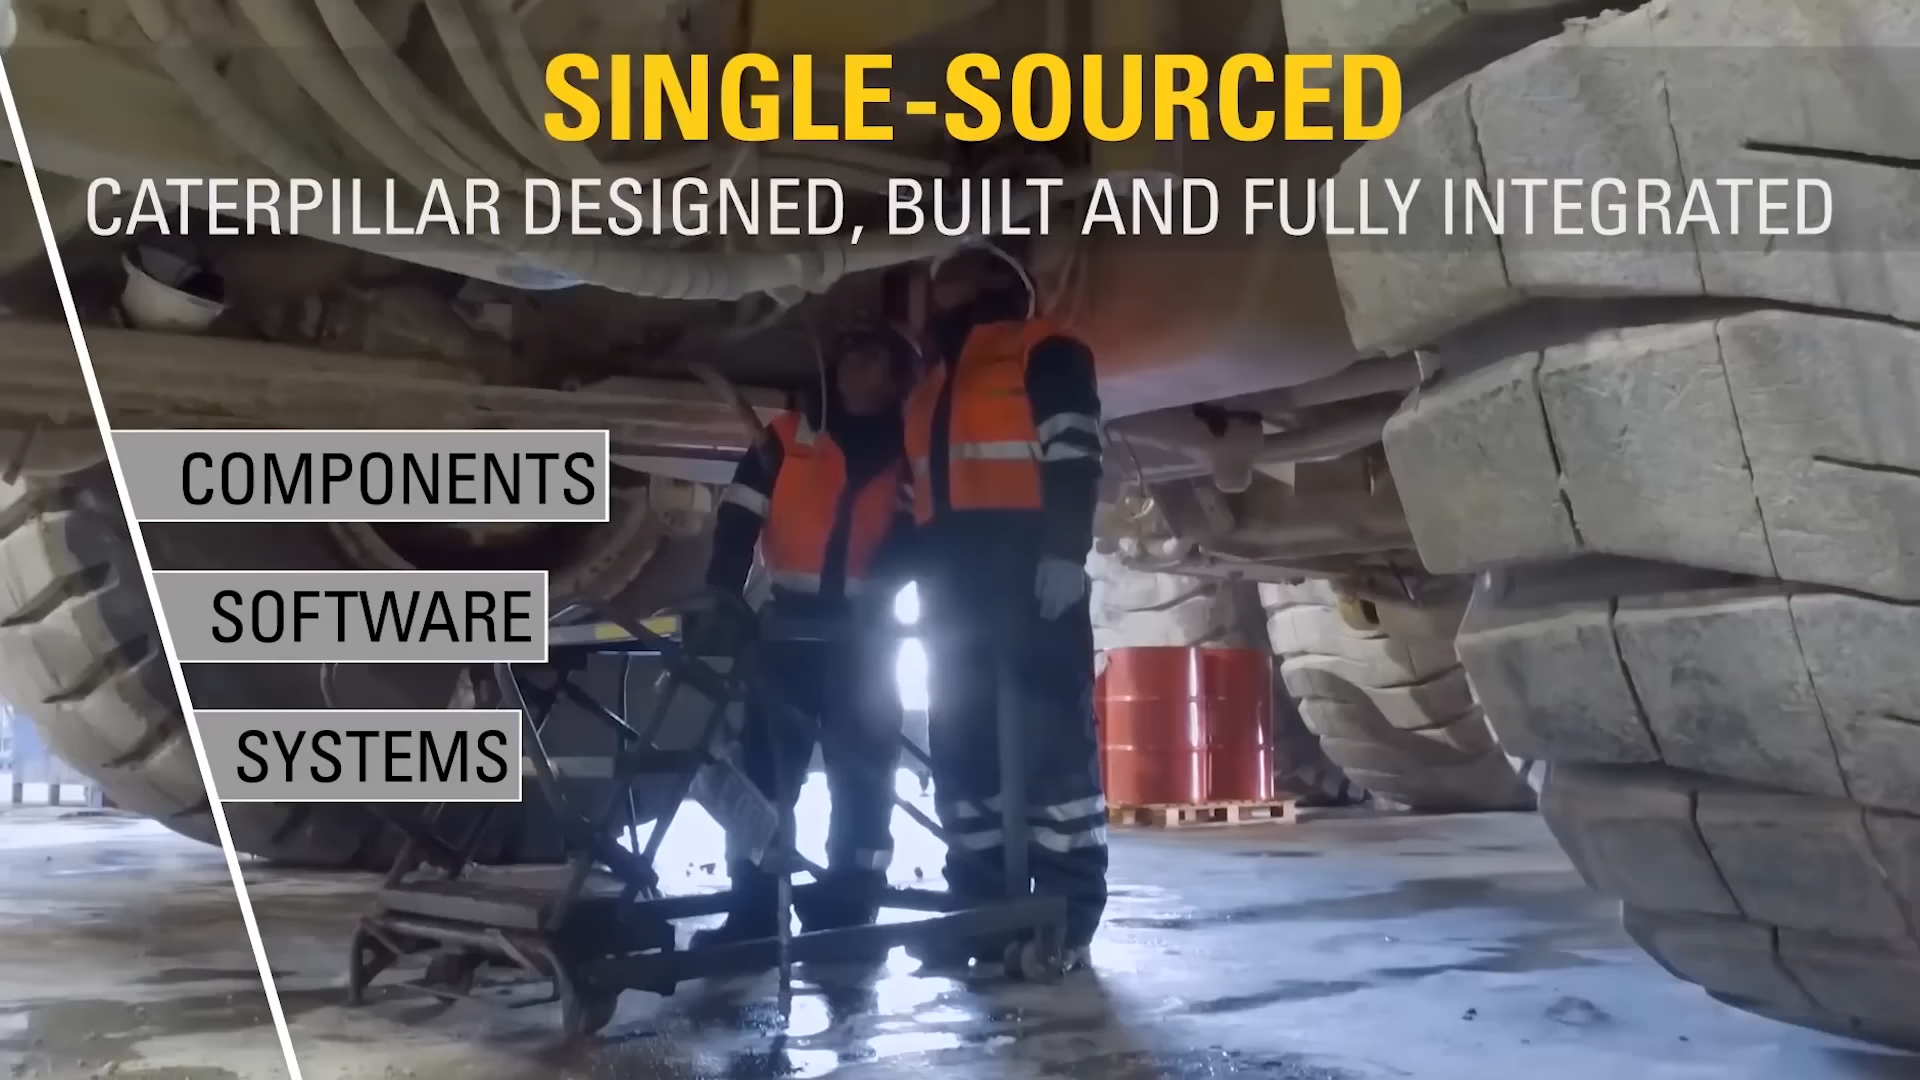 SINGLE-SOURCED
CATERPILLAR DESIGNED, BUILT AND FULLY INTEGRATED
COMPONENTS
SOFTWARE
SYSTEMS